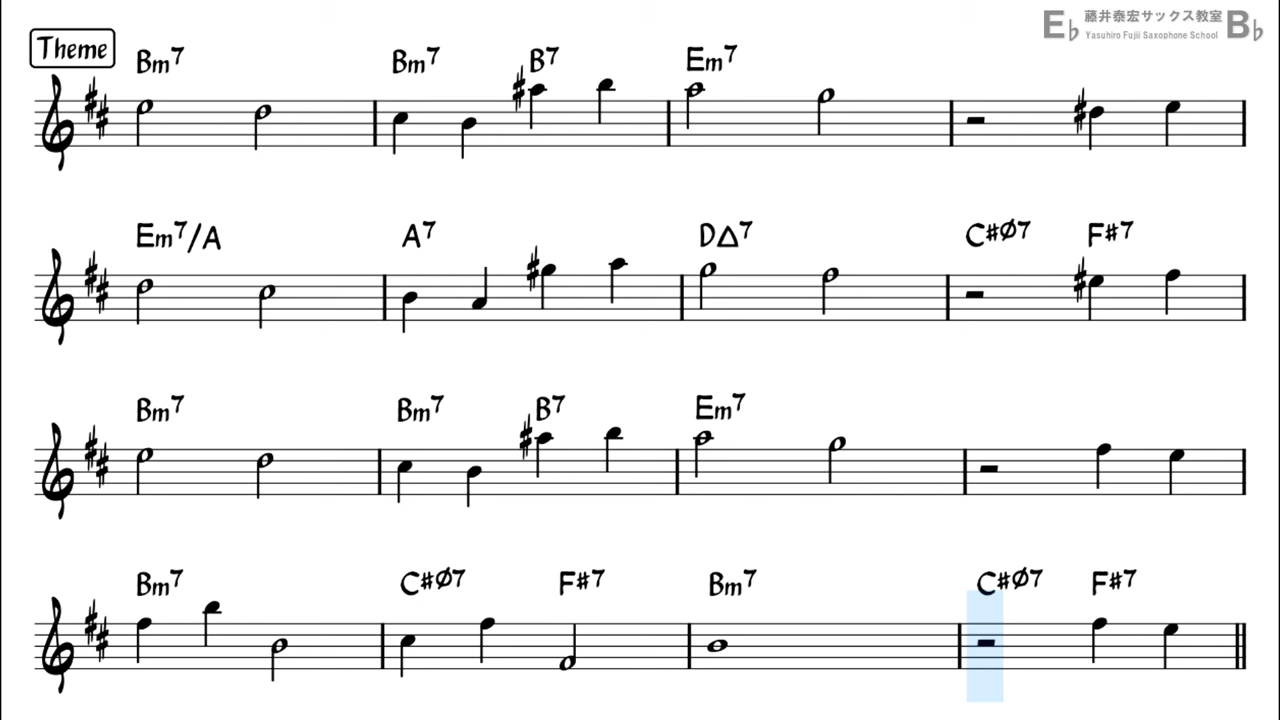 E♭ 藤井泰宏サックス教室 B♭
Yasuhiro Fujii Saxophone School
Theme Bm7 Bm7 B7 Em7
Em7/A A7 D△7 C#Ø7 F#7
Bm7 Bm7 B7 Em7
Bm7 C#Ø7 F#7 Bm7 C#Ø7 F#7